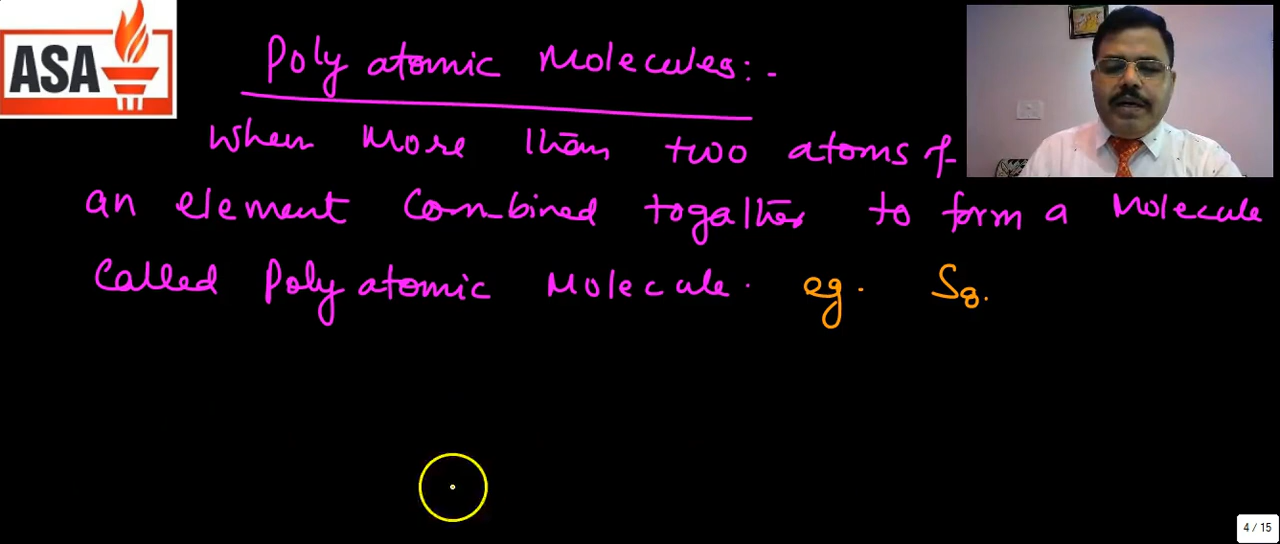 ASA
Poly atomic Molecules:-
When More than two atoms of
an element Combined togather to form a Molecule
Called Poly atomic Molecule. eg. S8.
4 / 15